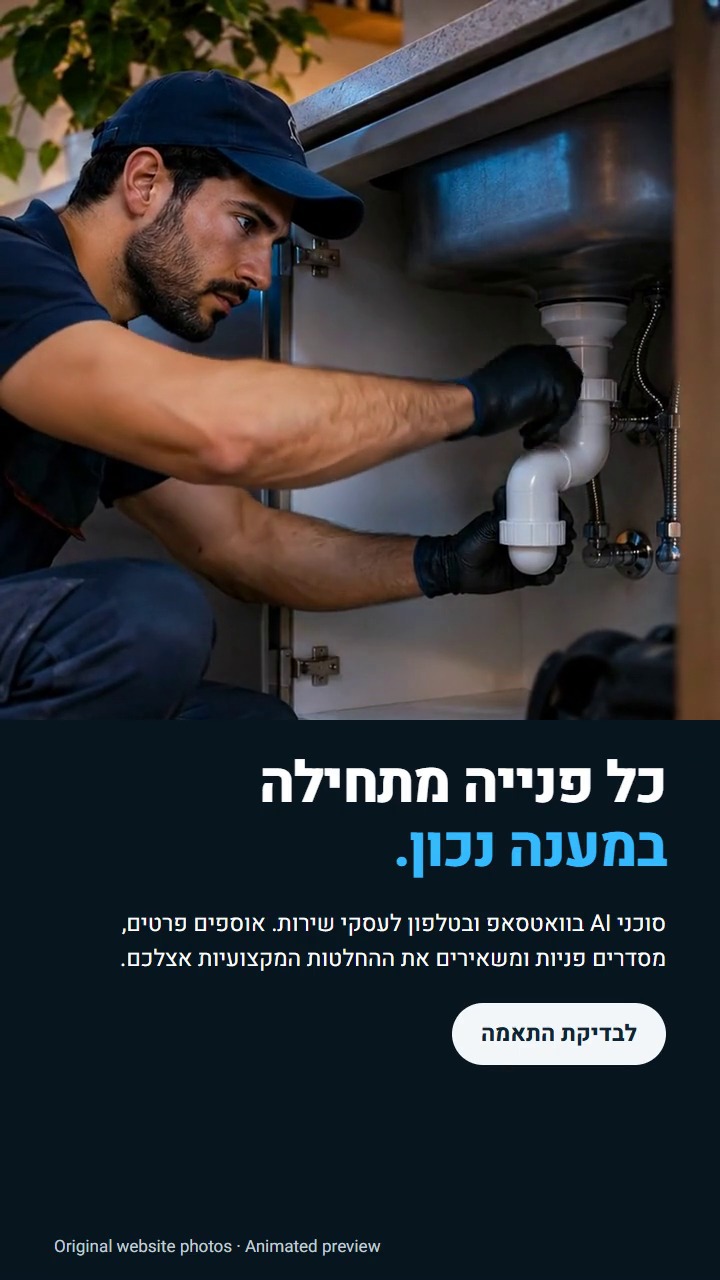 כל פנייה מתחילה
במענה נכון.
סוכני AI בוואטסאפ ובטלפון לעסקי שירות. אוספים פרטים,
מסדרים פניות ומשאירים את ההחלטות המקצועיות אצלכם.
לבדיקת התאמה
Original website photos · Animated preview